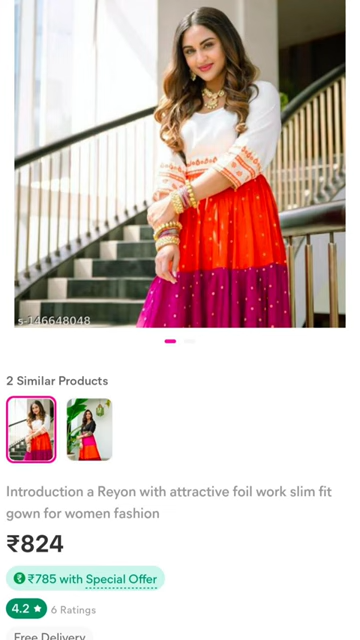 s-146648048
2 Similar Products
Introduction a Reyon with attractive foil work slim fit
gown for women fashion
₹824
₹785 with Special Offer
4.2 ★ 6 Ratings
Free Delivery